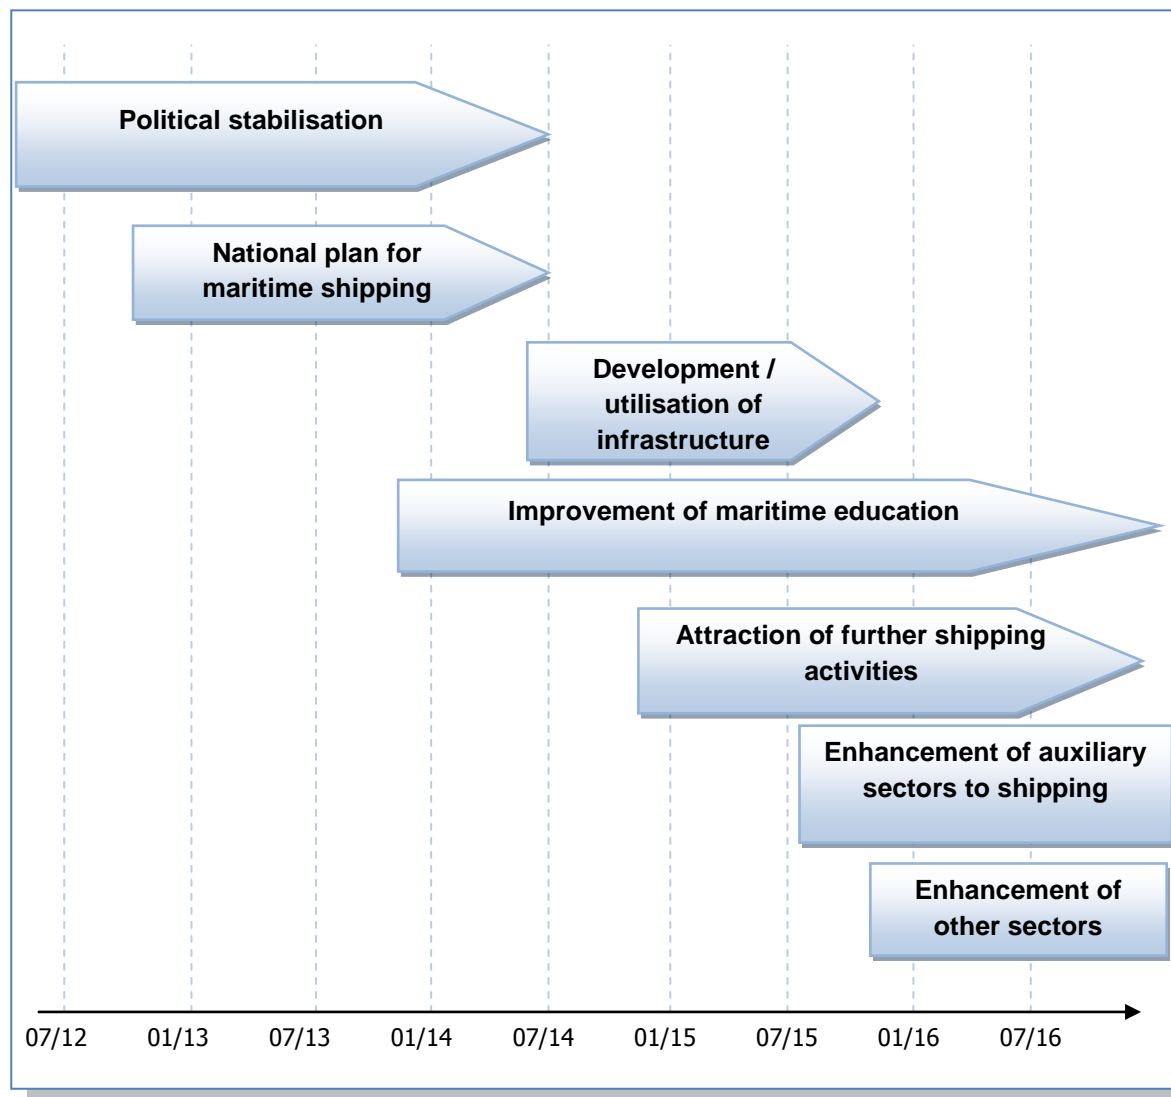 Political stabilisation
National plan for
maritime shipping
Development /
utilisation of
infrastructure
Improvement of maritime education
Attraction of further shipping
activities
Enhancement of auxiliary
sectors to shipping
Enhancement of
other sectors
07/12 01/13 07/13 01/14 07/14 01/15 07/15 01/16 07/16